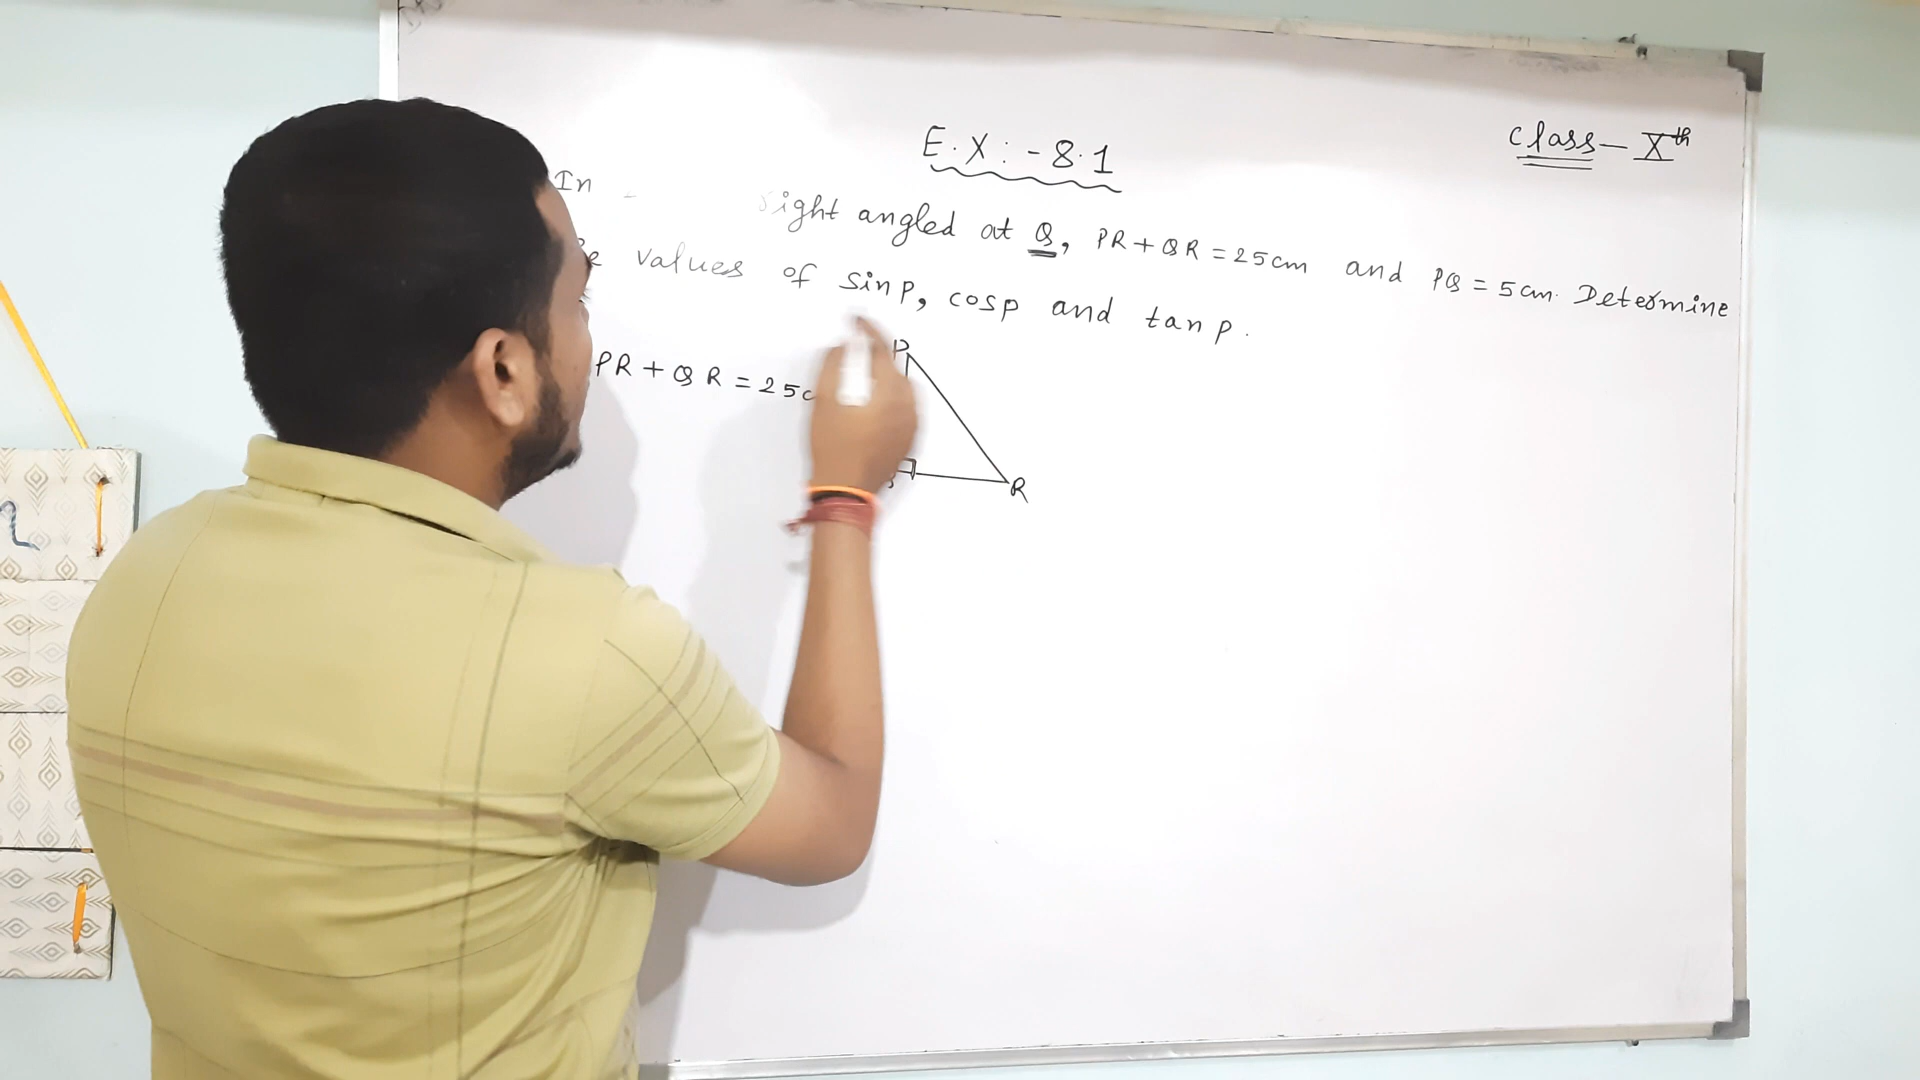 E.X:-8.1
Class-Xth
In right angled at Q, PR+QR=25cm and PQ=5cm. Determine
values of sinp, cosp and tanp.
PR+QR=25c
P
R